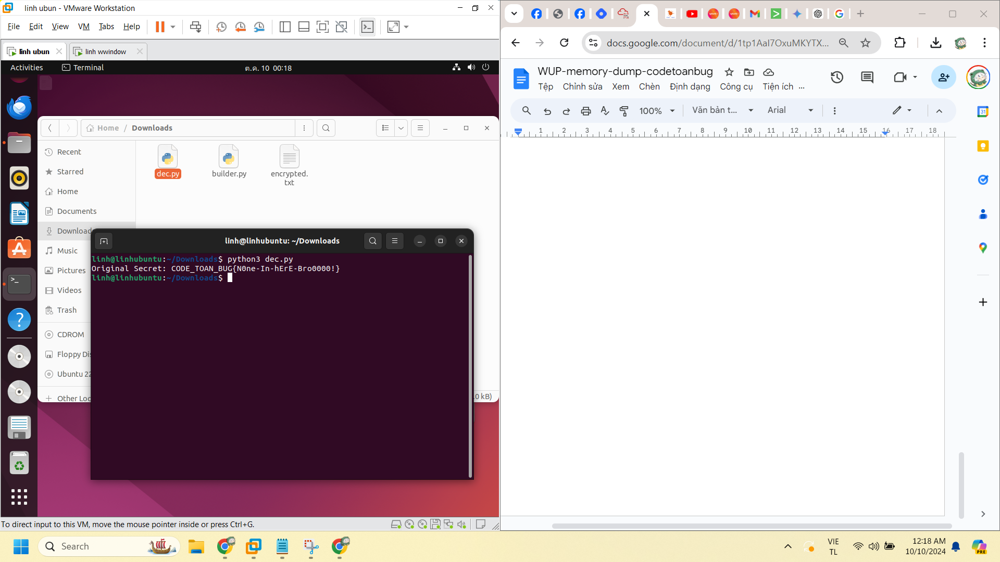 linh ubun - VMware Workstation
File Edit View VM Tabs Help
linh ubun
linh wwindow
Activities
Terminal
ต.ค. 10 00:18
Home / Downloads
Recent
Starred
Home
Documents
Download
Music
Pictures
Videos
Trash
CDROM
Floppy Dis
Ubuntu 22
Other Loc
dec.py
builder.py
encrypted.
txt
.0 kB)
linh@linhubuntu: ~/Downloads
linh@linhubuntu:~/Downloads$ python3 dec.py
Original Secret: CODE_TOAN_BUG{N0ne-In-hErE-Bro0000!}
linh@linhubuntu:~/Downloads$
To direct input to this VM, move the mouse pointer inside or press Ctrl+G.
docs.google.com/document/d/1tp1AaI7OxuMKYTX...
WUP-memory-dump-codetoanbug
Tệp Chỉnh sửa Xem Chèn Định dạng Công cụ Tiện ích ...
100% Văn bản t... Arial
1 2 3 4 5 6 7 8 9 10 11 12 13 14 15 16 17 18
31
Search
VIE
TL
12:18 AM
10/10/2024
PRE